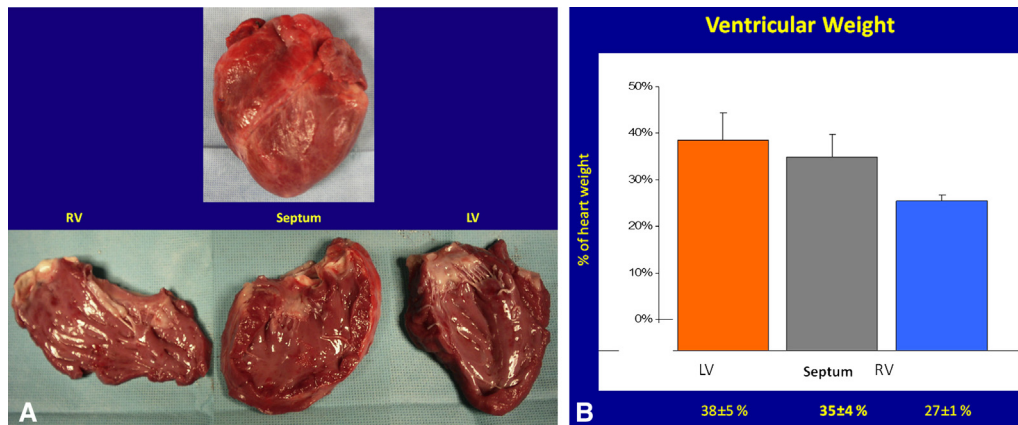 RV
Septum
LV
A
Ventricular Weight
% of heart weight
50%
40%
30%
20%
10%
0%
LV
Septum
RV
B
38±5 %
35±4 %
27±1 %